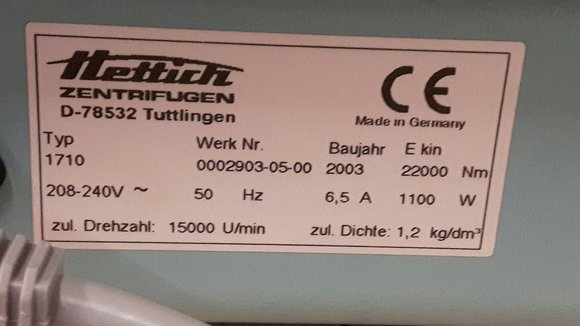 Hettich
ZENTRIFUGEN
D-78532 Tuttlingen
CE
Made in Germany
Typ Werk Nr. Baujahr E kin
1710 0002903-05-00 2003 22000 Nm
208-240V ~ 50 Hz 6,5 A 1100 W
zul. Drehzahl: 15000 U/min zul. Dichte: 1,2 kg/dm³